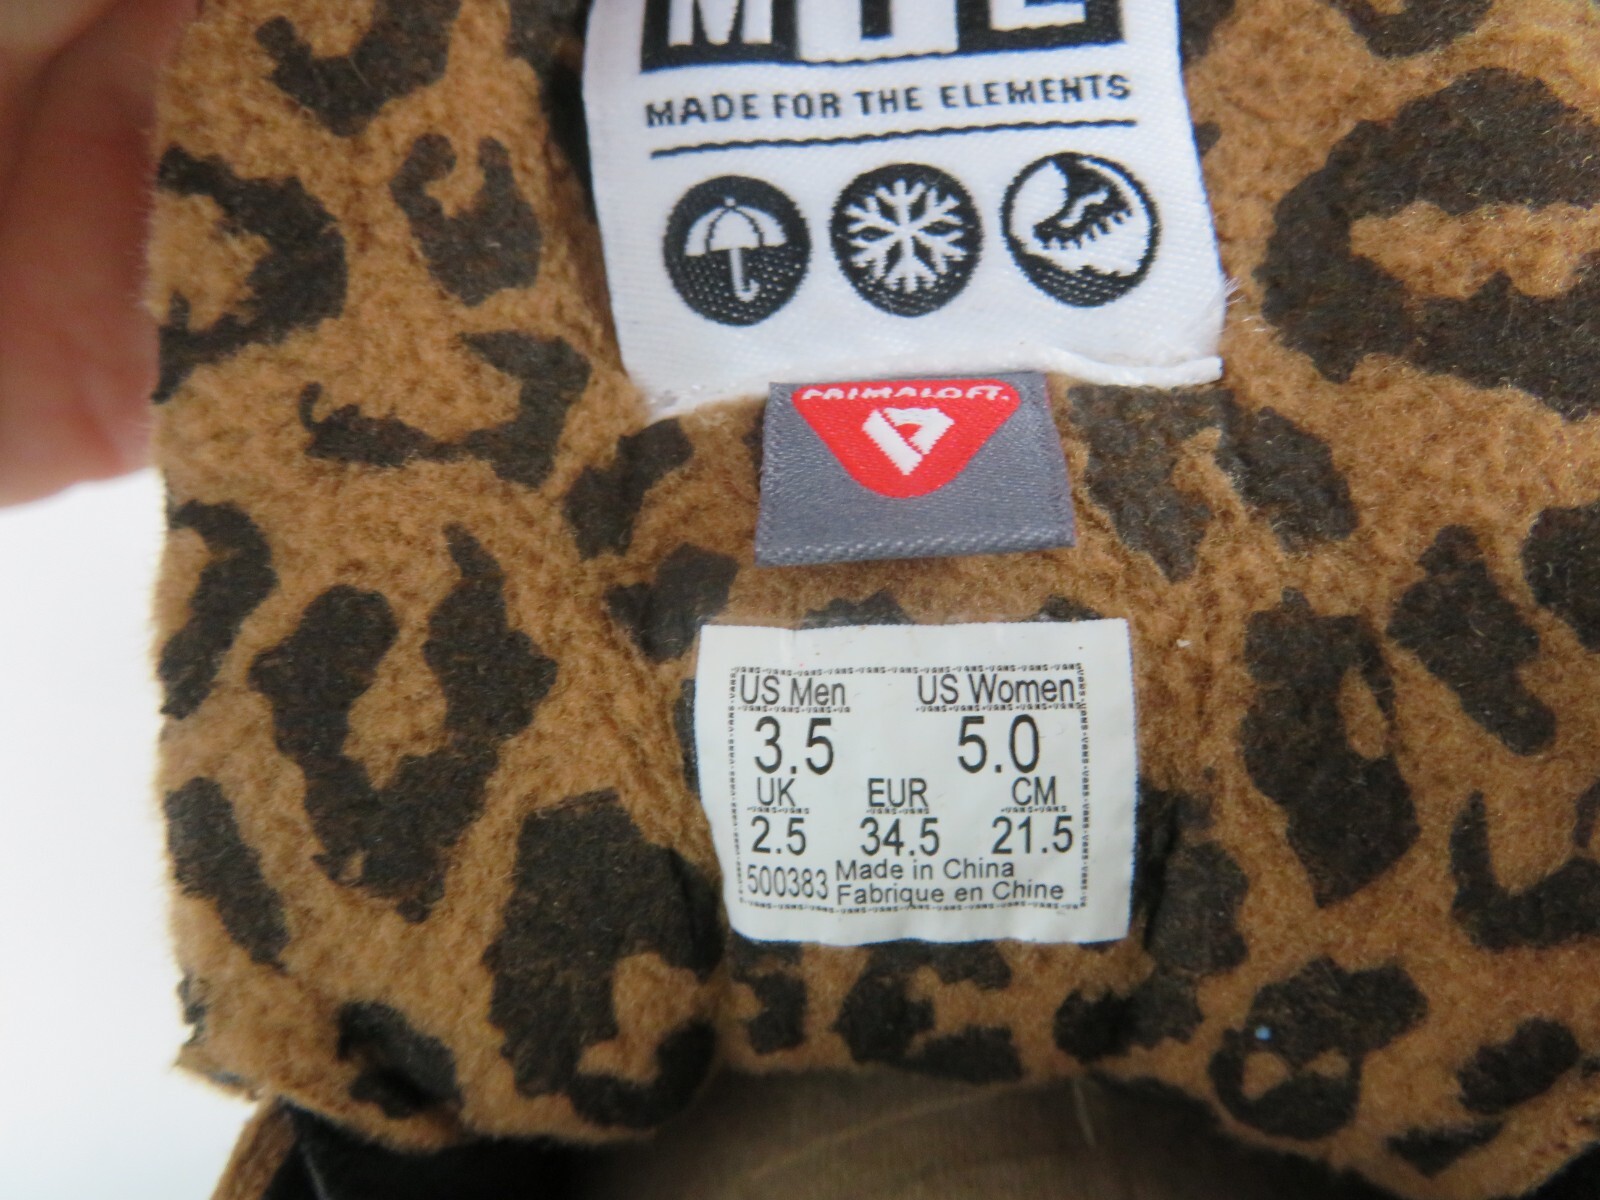 MTE
MADE FOR THE ELEMENTS
PRIMALOFT.
US Men US Women
3.5 5.0
UK EUR CM
2.5 34.5 21.5
500383 Made in China
Fabrique en Chine